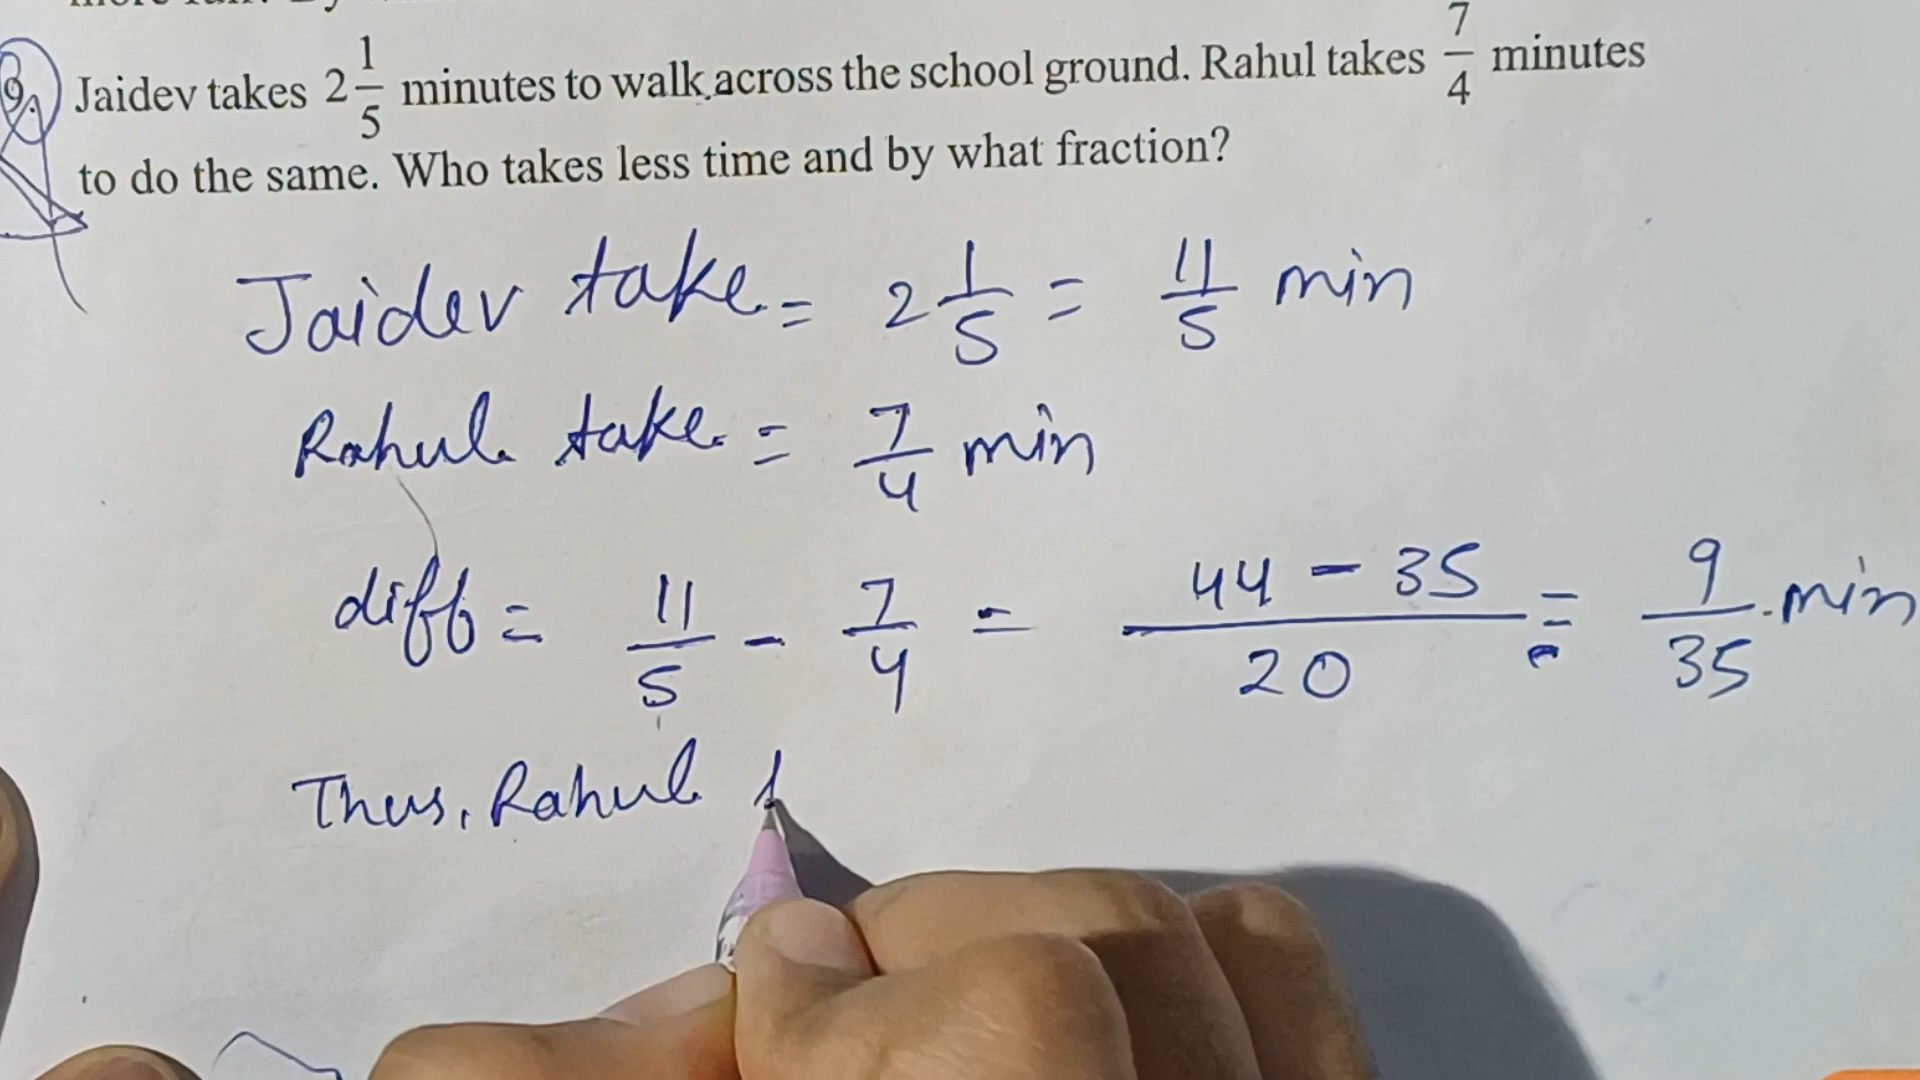 9. Jaidev takes 2 1/5 minutes to walk across the school ground. Rahul takes 7/4 minutes
to do the same. Who takes less time and by what fraction?
Jaidev take = 2 1/5 = 11/5 min
Rahul take = 7/4 min
diff = 11/5 - 7/4 = 44 - 35/20 = 9/35 min
Thus, Rahul